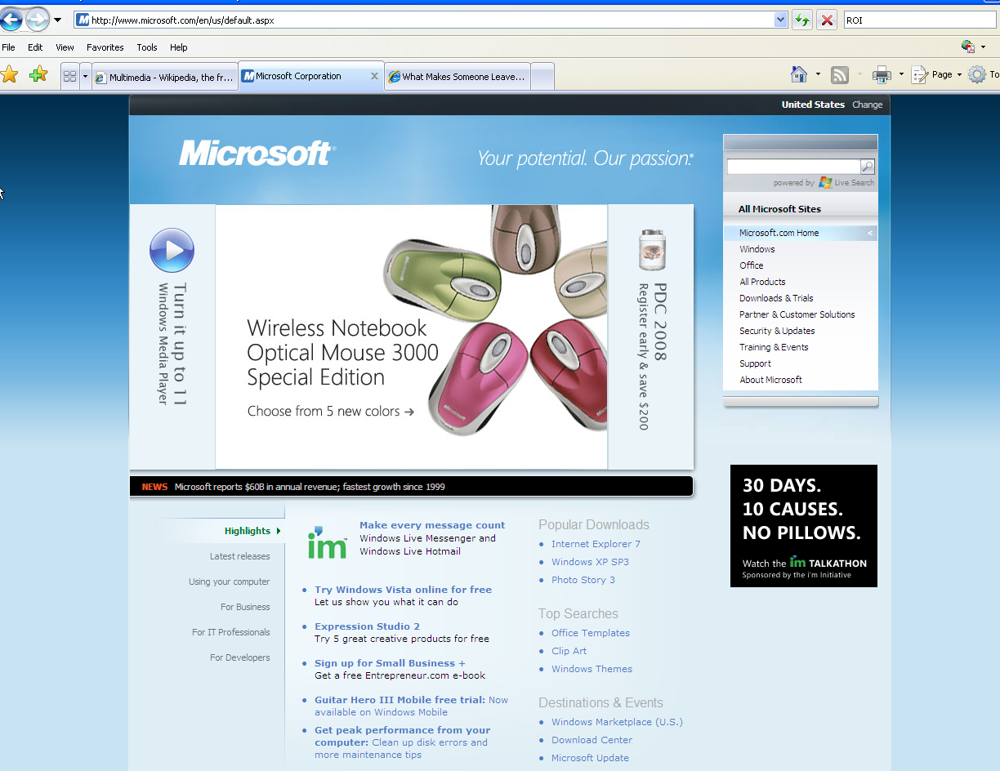 http://www.microsoft.com/en/us/default.aspx
ROI
File Edit View Favorites Tools Help
Multimedia - Wikipedia, the fr...
Microsoft Corporation
What Makes Someone Leave...
Page
To
United States Change
Microsoft®
Your potential. Our passion.®
powered by Live Search
All Microsoft Sites
Microsoft.com Home <
Windows
Office
All Products
Downloads & Trials
Partner & Customer Solutions
Security & Updates
Training & Events
Support
About Microsoft
Turn it up to 11
Windows Media Player
Wireless Notebook
Optical Mouse 3000
Special Edition
Choose from 5 new colors →
PDC 2008
Register early & save $200
NEWS Microsoft reports $60B in annual revenue; fastest growth since 1999
Highlights
Latest releases
Using your computer
For Business
For IT Professionals
For Developers
im™
Make every message count
Windows Live Messenger and
Windows Live Hotmail
• Try Windows Vista online for free
Let us show you what it can do
• Expression Studio 2
Try 5 great creative products for free
• Sign up for Small Business +
Get a free Entrepreneur.com e-book
• Guitar Hero III Mobile free trial: Now
available on Windows Mobile
• Get peak performance from your
computer: Clean up disk errors and
more maintenance tips
Popular Downloads
• Internet Explorer 7
• Windows XP SP3
• Photo Story 3
Top Searches
• Office Templates
• Clip Art
• Windows Themes
Destinations & Events
• Windows Marketplace (U.S.)
• Download Center
• Microsoft Update
30 DAYS.
10 CAUSES.
NO PILLOWS.
Watch the im TALKATHON
Sponsored by the i'm Initiative